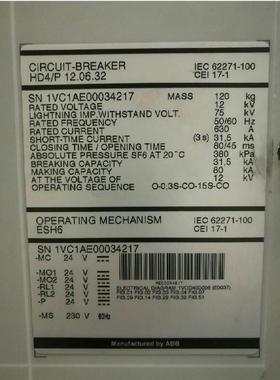 CIRCUIT-BREAKER IEC 62271-100
HD4/P 12.06.32 CEI 17-1
SN 1VC1AE00034217 MASS 120 kg
RATED VOLTAGE 12 kV
LIGHTNING IMP.WITHSTAND VOLT. 75 kV
RATED FREQUENCY 50/60 Hz
RATED CURRENT 630 A
SHORT-TIME CURRENT (3s) 31,5 kA
CLOSING TIME / OPENING TIME 80/45 ms
ABSOLUTE PRESSURE SF6 AT 20°C 380 kPa
BREAKING CAPACITY 31,5 kA
MAKING CAPACITY 80 kA
AT THE VOLTAGE OF 12 kV
OPERATING SEQUENCE O-0,3S-CO-15S-CO
OPERATING MECHANISM IEC 62271-100
ESH6 CEI 17-1
SN 1VC1AE00034217
-MC 24 V
-MO1 24 V
-MO2 24 V
-RL1 24 V
-RL2 24 V
-P 24 V
-MS 230 V
ELECTRICAL DIAGRAM
Manufactured by ABB